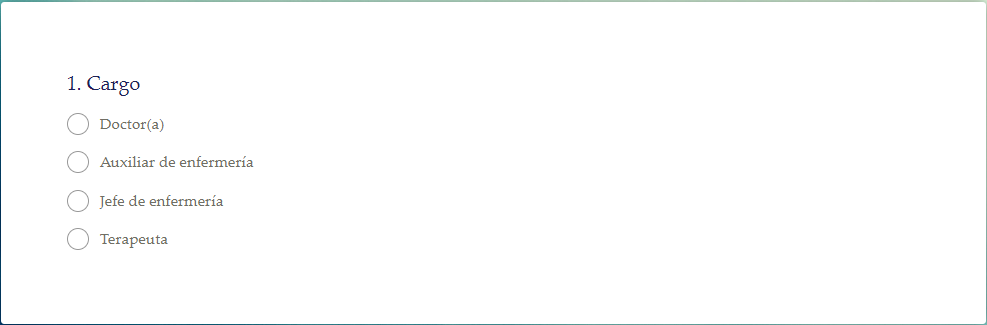 1. Cargo
Doctor(a)
Auxiliar de enfermería
Jefe de enfermería
Terapeuta